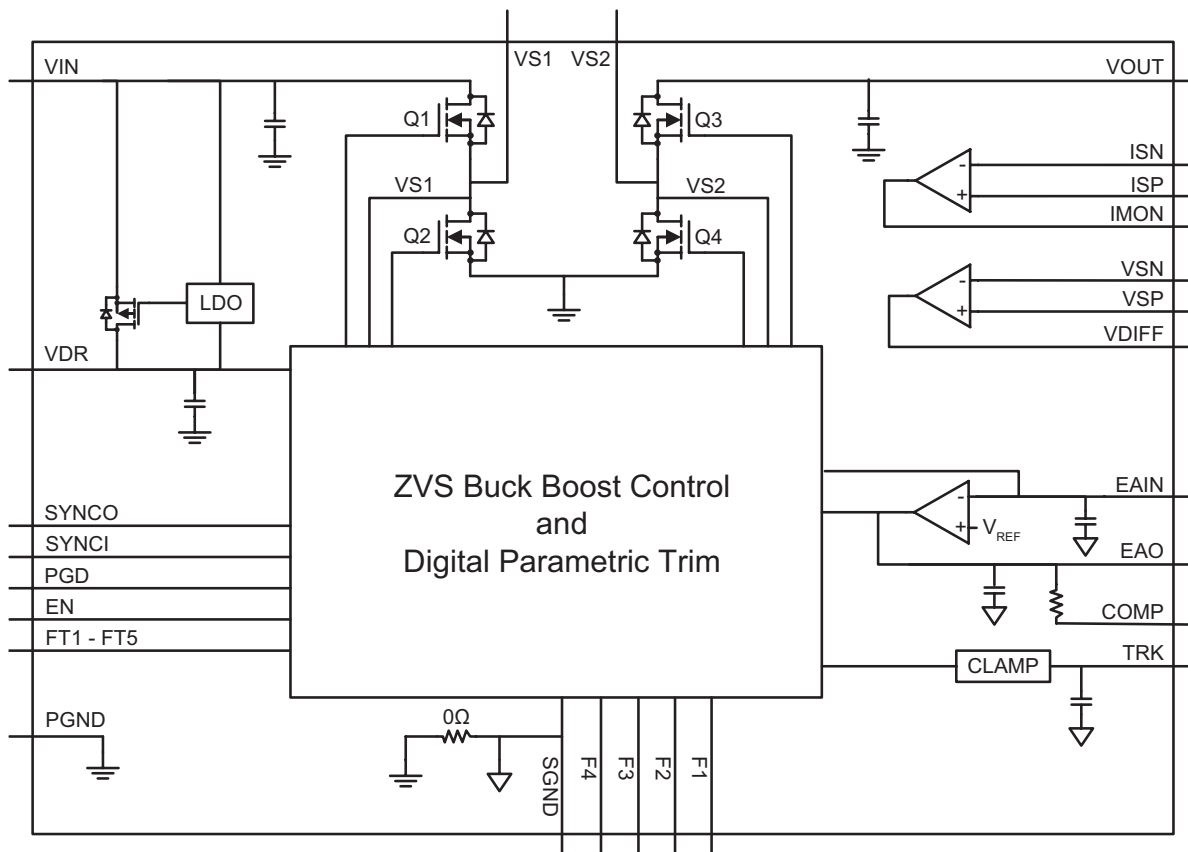 VS1 VS2
VIN
VOUT
Q1
Q3
ISN
-
ISP
+
IMON
VS1
VS2
Q2
Q4
VSN
-
VSP
+
VDIFF
LDO
VDR
ZVS Buck Boost Control
and
Digital Parametric Trim
EAIN
-
+
VREF
EAO
COMP
TRK
CLAMP
SYNCO
SYNCI
PGD
EN
FT1 - FT5
PGND
0Ω
SGND
F4
F3
F2
F1